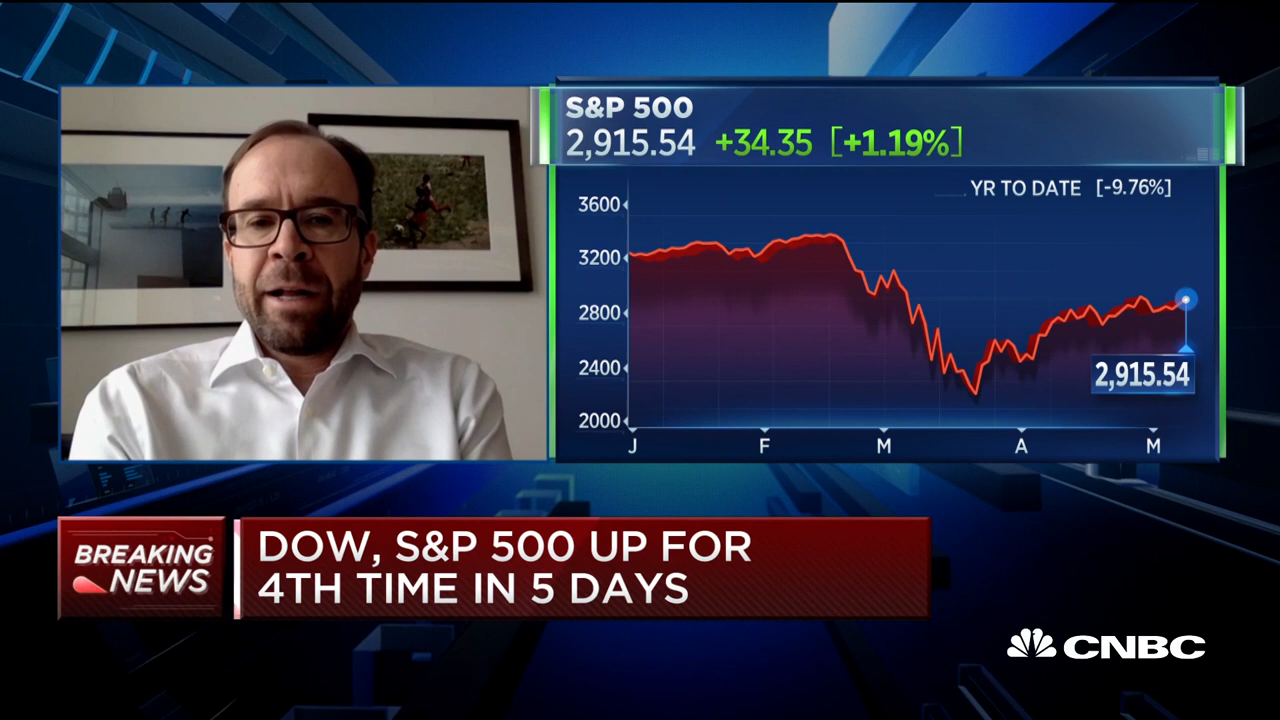 S&P 500
2,915.54 +34.35 [+1.19%]
YR TO DATE [-9.76%]
3600
3200
2800
2400
2000
2,915.54
J F M A M
BREAKING NEWS
DOW, S&P 500 UP FOR
4TH TIME IN 5 DAYS
CNBC